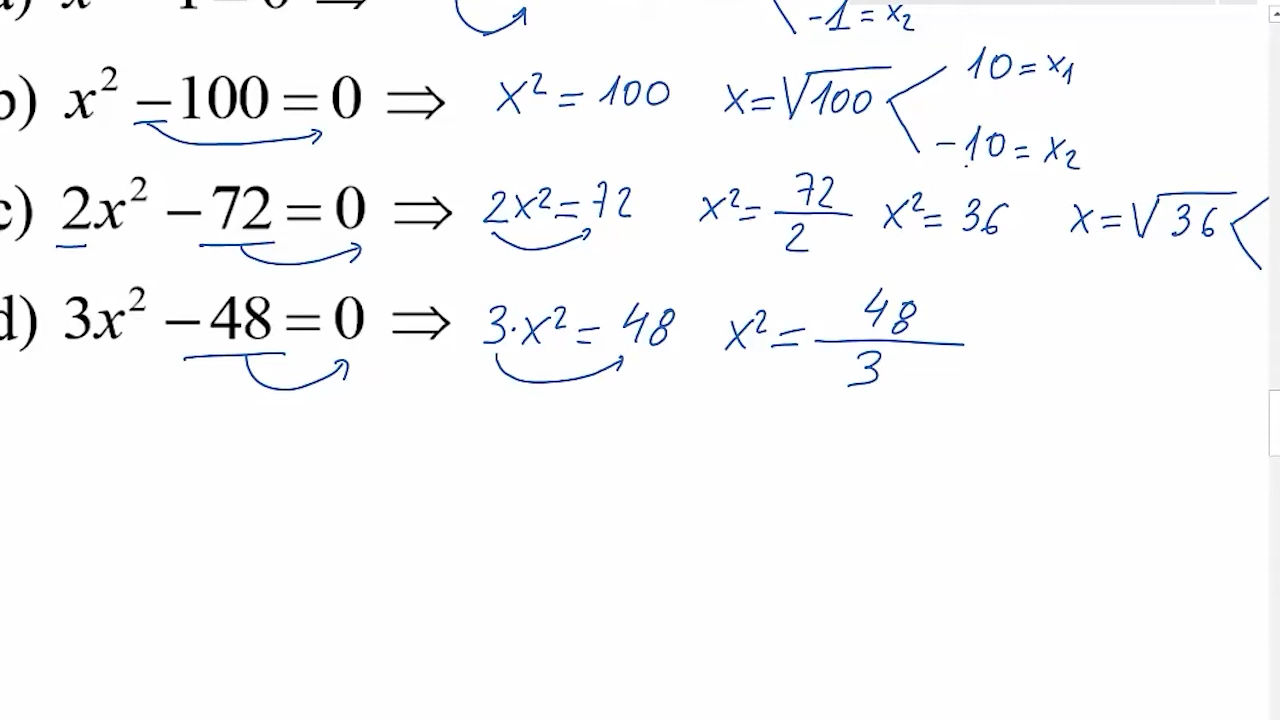 -1 = x₂
b) x² -100 = 0 ⇒ x² = 100 x = √100 10 = x₁
-10 = x₂
c) 2x² - 72 = 0 ⇒ 2x² = 72 x² = 72/2 x² = 36 x = √36
d) 3x² - 48 = 0 ⇒ 3·x² = 48 x² = 48/3